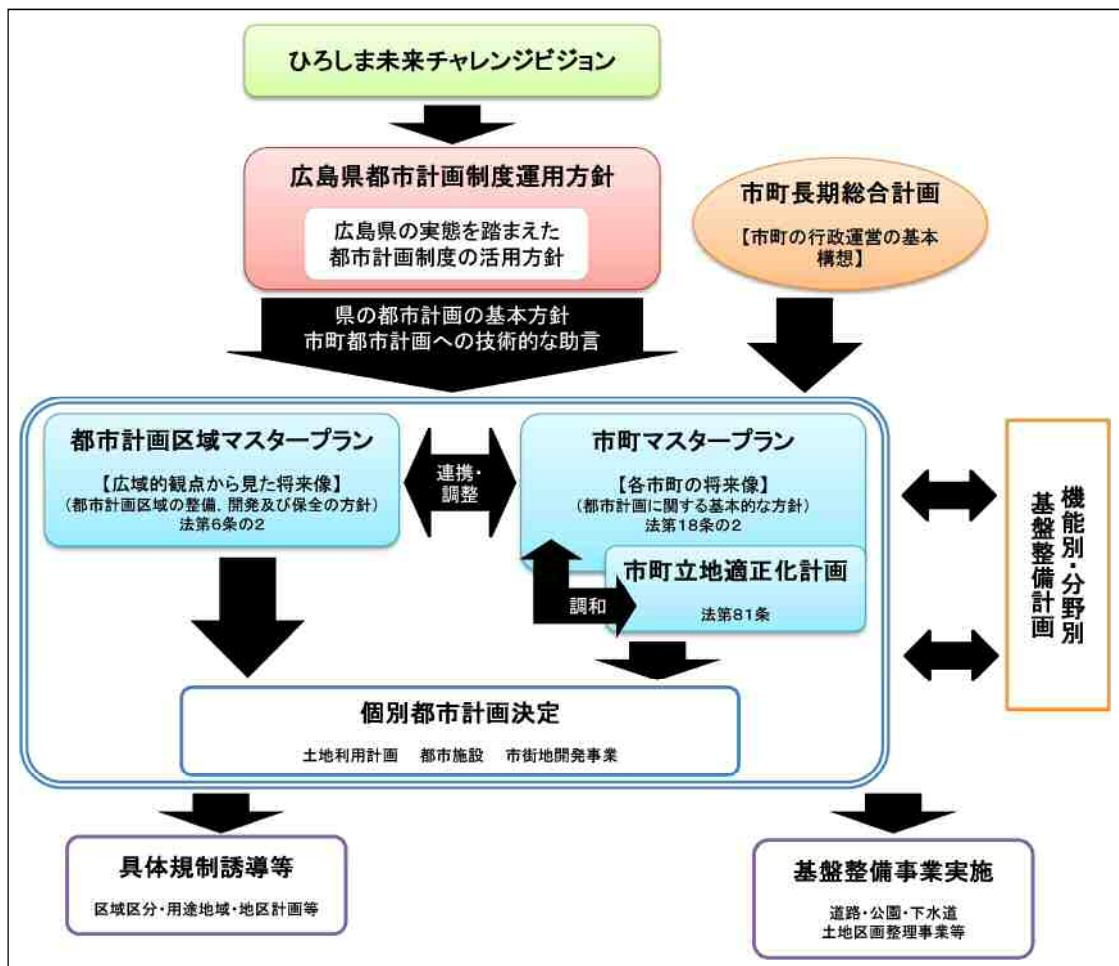 ひろしま未来チャレンジビジョン
広島県都市計画制度運用方針
広島県の実態を踏まえた
都市計画制度の活用方針
市町長期総合計画
【市町の行政運営の基本
構想】
県の都市計画の基本方針
市町都市計画への技術的な助言
都市計画区域マスタープラン
【広域的観点から見た将来像】
(都市計画区域の整備、開発及び保全の方針)
法第6条の2
連携・
調整
市町マスタープラン
【各市町の将来像】
(都市計画に関する基本的な方針)
法第18条の2
調和
市町立地適正化計画
法第81条
機能別・分野別
基盤整備計画
個別都市計画決定
土地利用計画 都市施設 市街地開発事業
具体規制誘導等
区域区分・用途地域・地区計画等
基盤整備事業実施
道路・公園・下水道
土地区画整理事業等